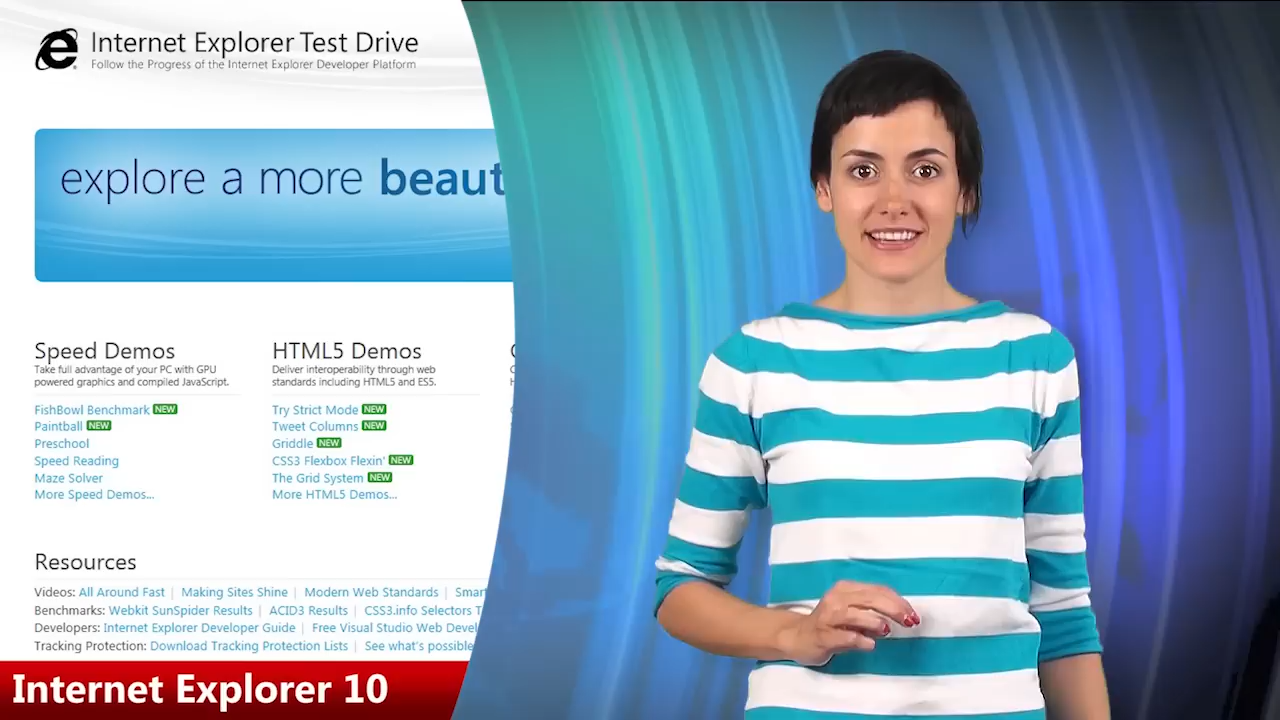 Internet Explorer Test Drive
Follow the Progress of the Internet Explorer Developer Platform
explore a more beaut
Speed Demos
Take full advantage of your PC with GPU
powered graphics and compiled JavaScript.
FishBowl Benchmark NEW
Paintball NEW
Preschool
Speed Reading
Maze Solver
More Speed Demos...
HTML5 Demos
Deliver interoperability through web
standards including HTML5 and ES5.
Try Strict Mode NEW
Tweet Columns NEW
Griddle NEW
CSS3 Flexbox Flexin' NEW
The Grid System NEW
More HTML5 Demos...
Resources
Videos: All Around Fast | Making Sites Shine | Modern Web Standards | Smart
Benchmarks: Webkit SunSpider Results | ACID3 Results | CSS3.info Selectors T
Developers: Internet Explorer Developer Guide | Free Visual Studio Web Devel
Tracking Protection: Download Tracking Protection Lists | See what's possible
Internet Explorer 10